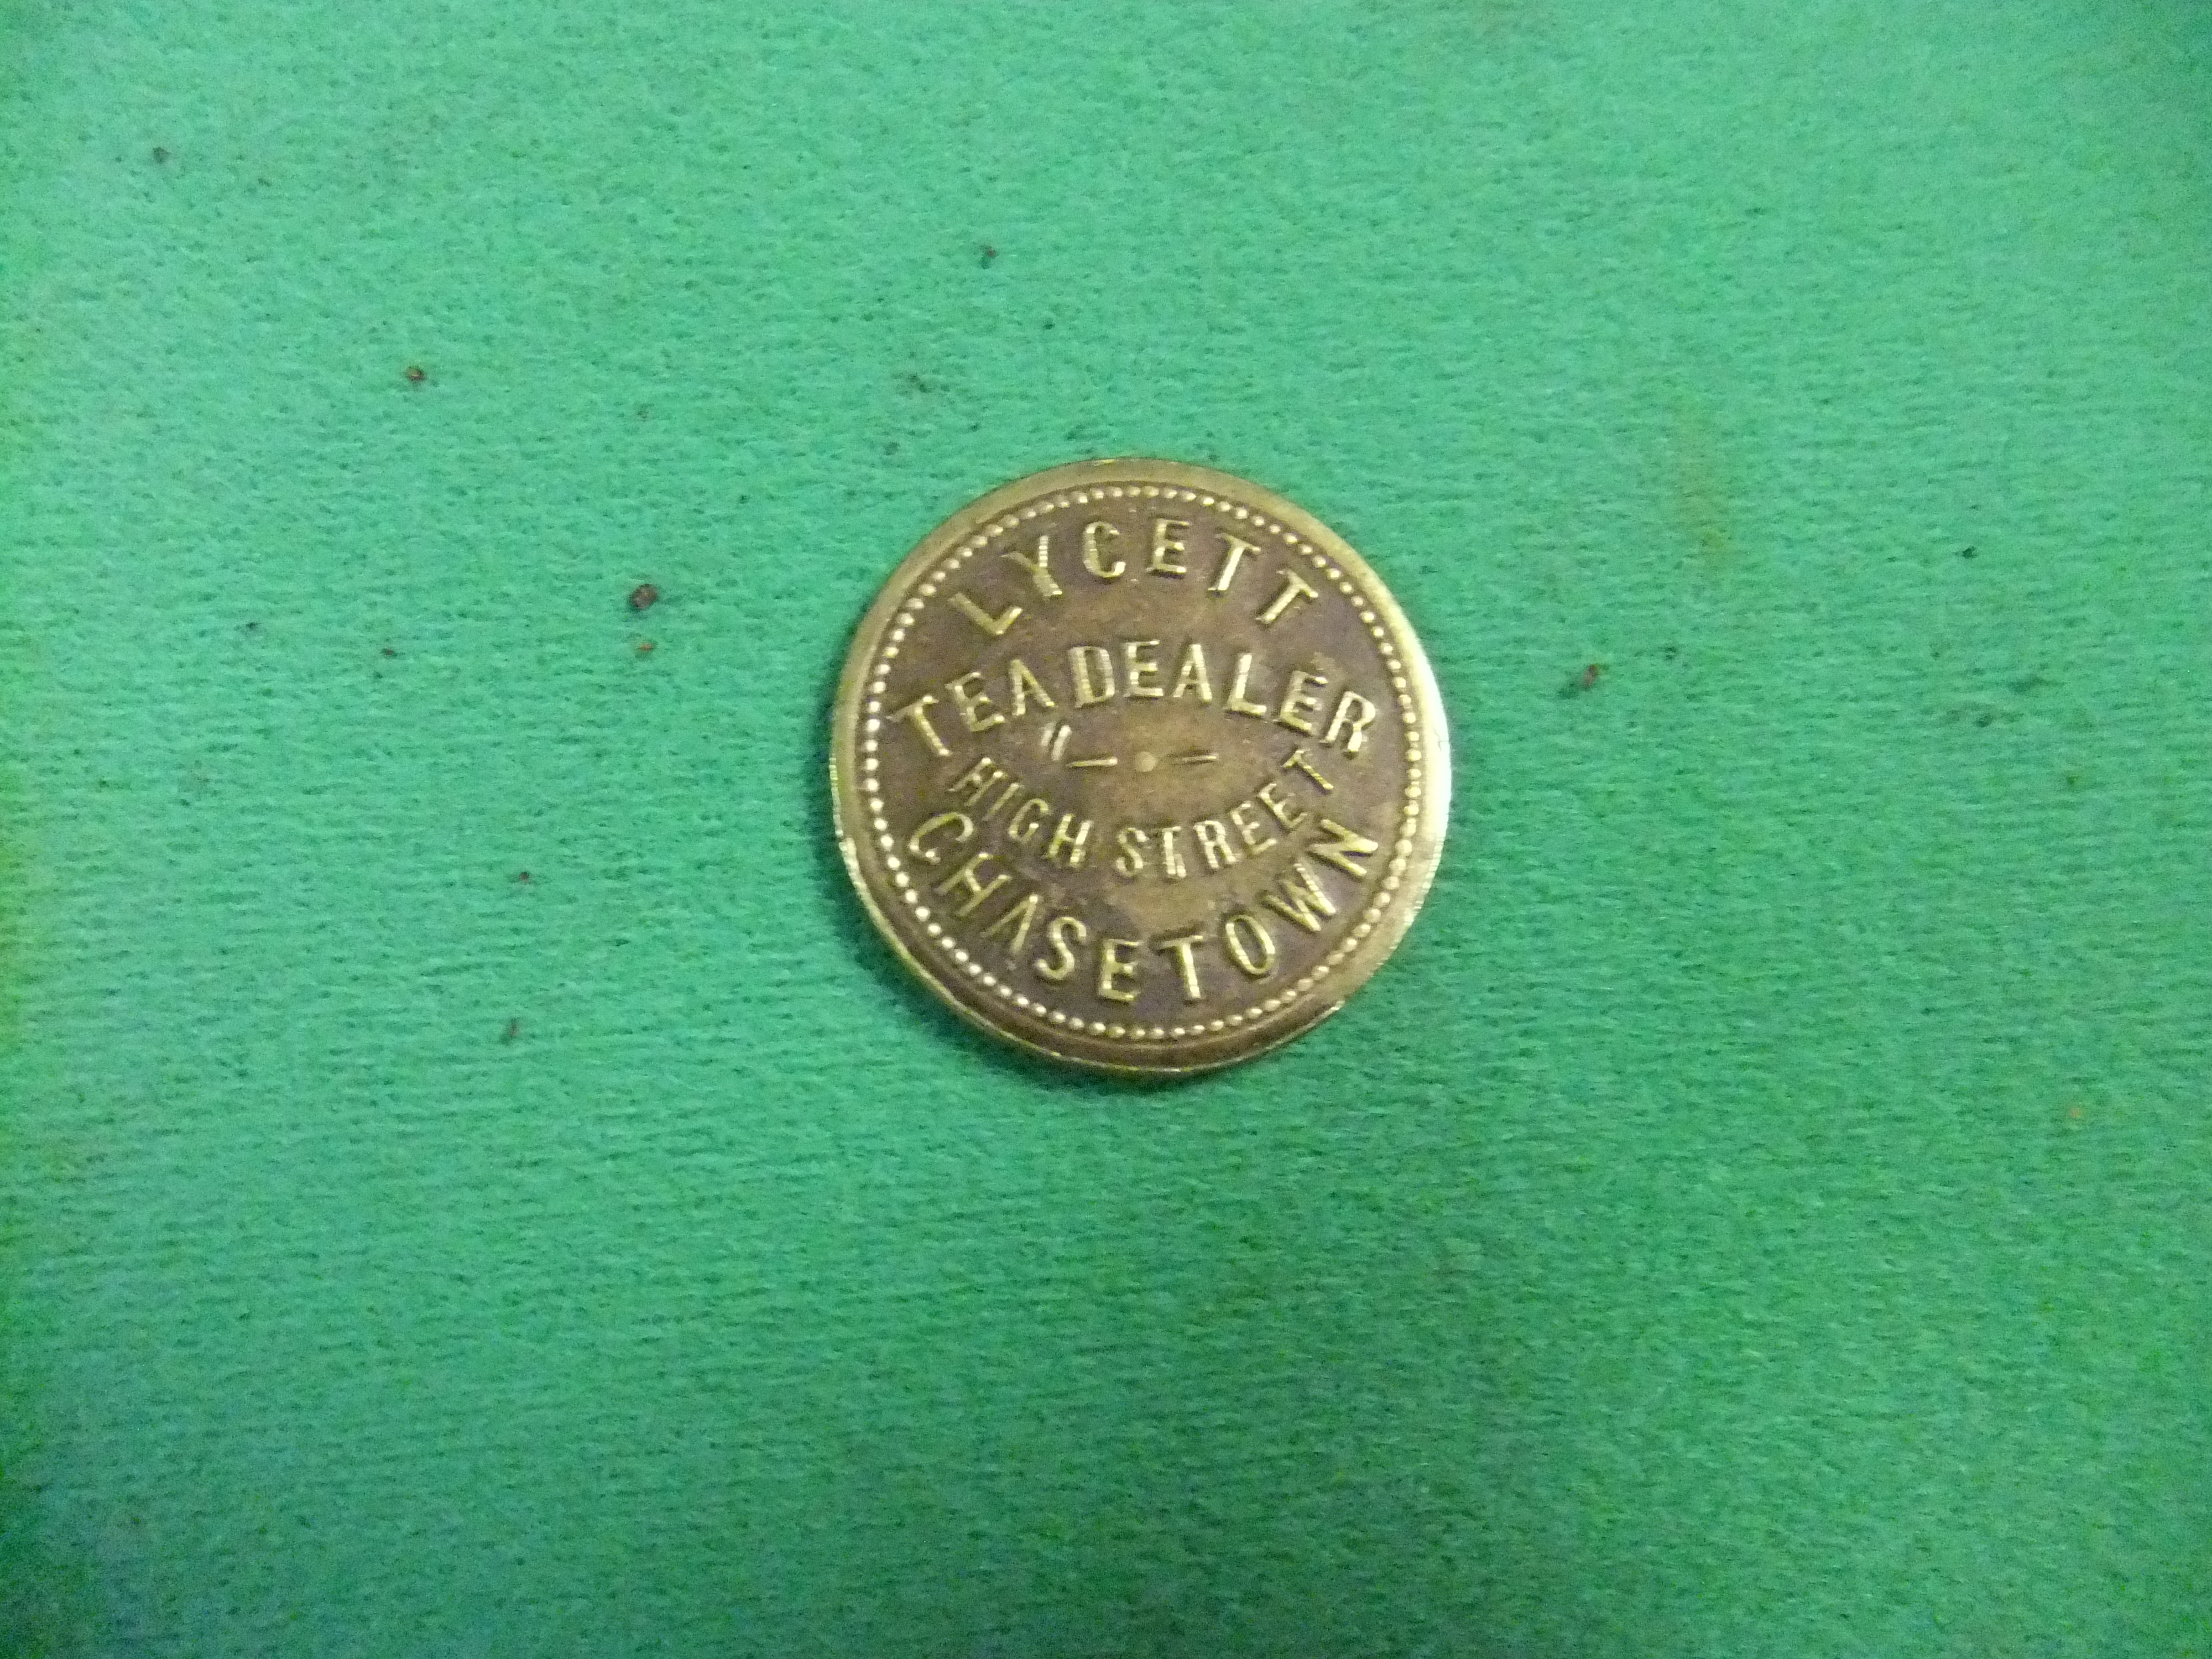 LYCETT
TEA DEALER
HIGH STREET
CHASETOWN